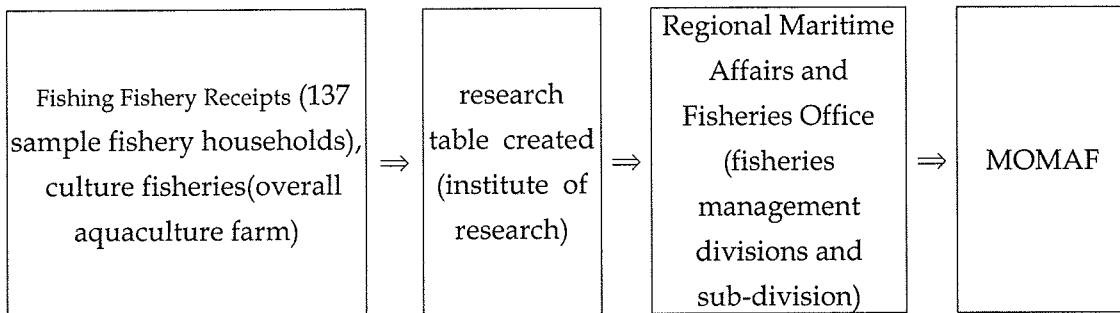 Fishing Fishery Receipts (137
sample fishery households),
culture fisheries(overall
aquaculture farm)
⇒
research
table created
(institute of
research)
⇒
Regional Maritime
Affairs and
Fisheries Office
(fisheries
management
divisions and
sub-division)
⇒
MOMAF